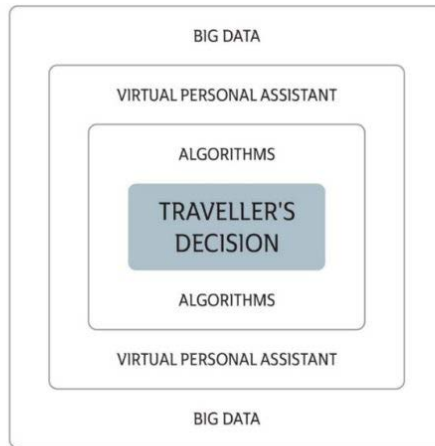 BIG DATA
VIRTUAL PERSONAL ASSISTANT
ALGORITHMS
TRAVELLER'S
DECISION
ALGORITHMS
VIRTUAL PERSONAL ASSISTANT
BIG DATA